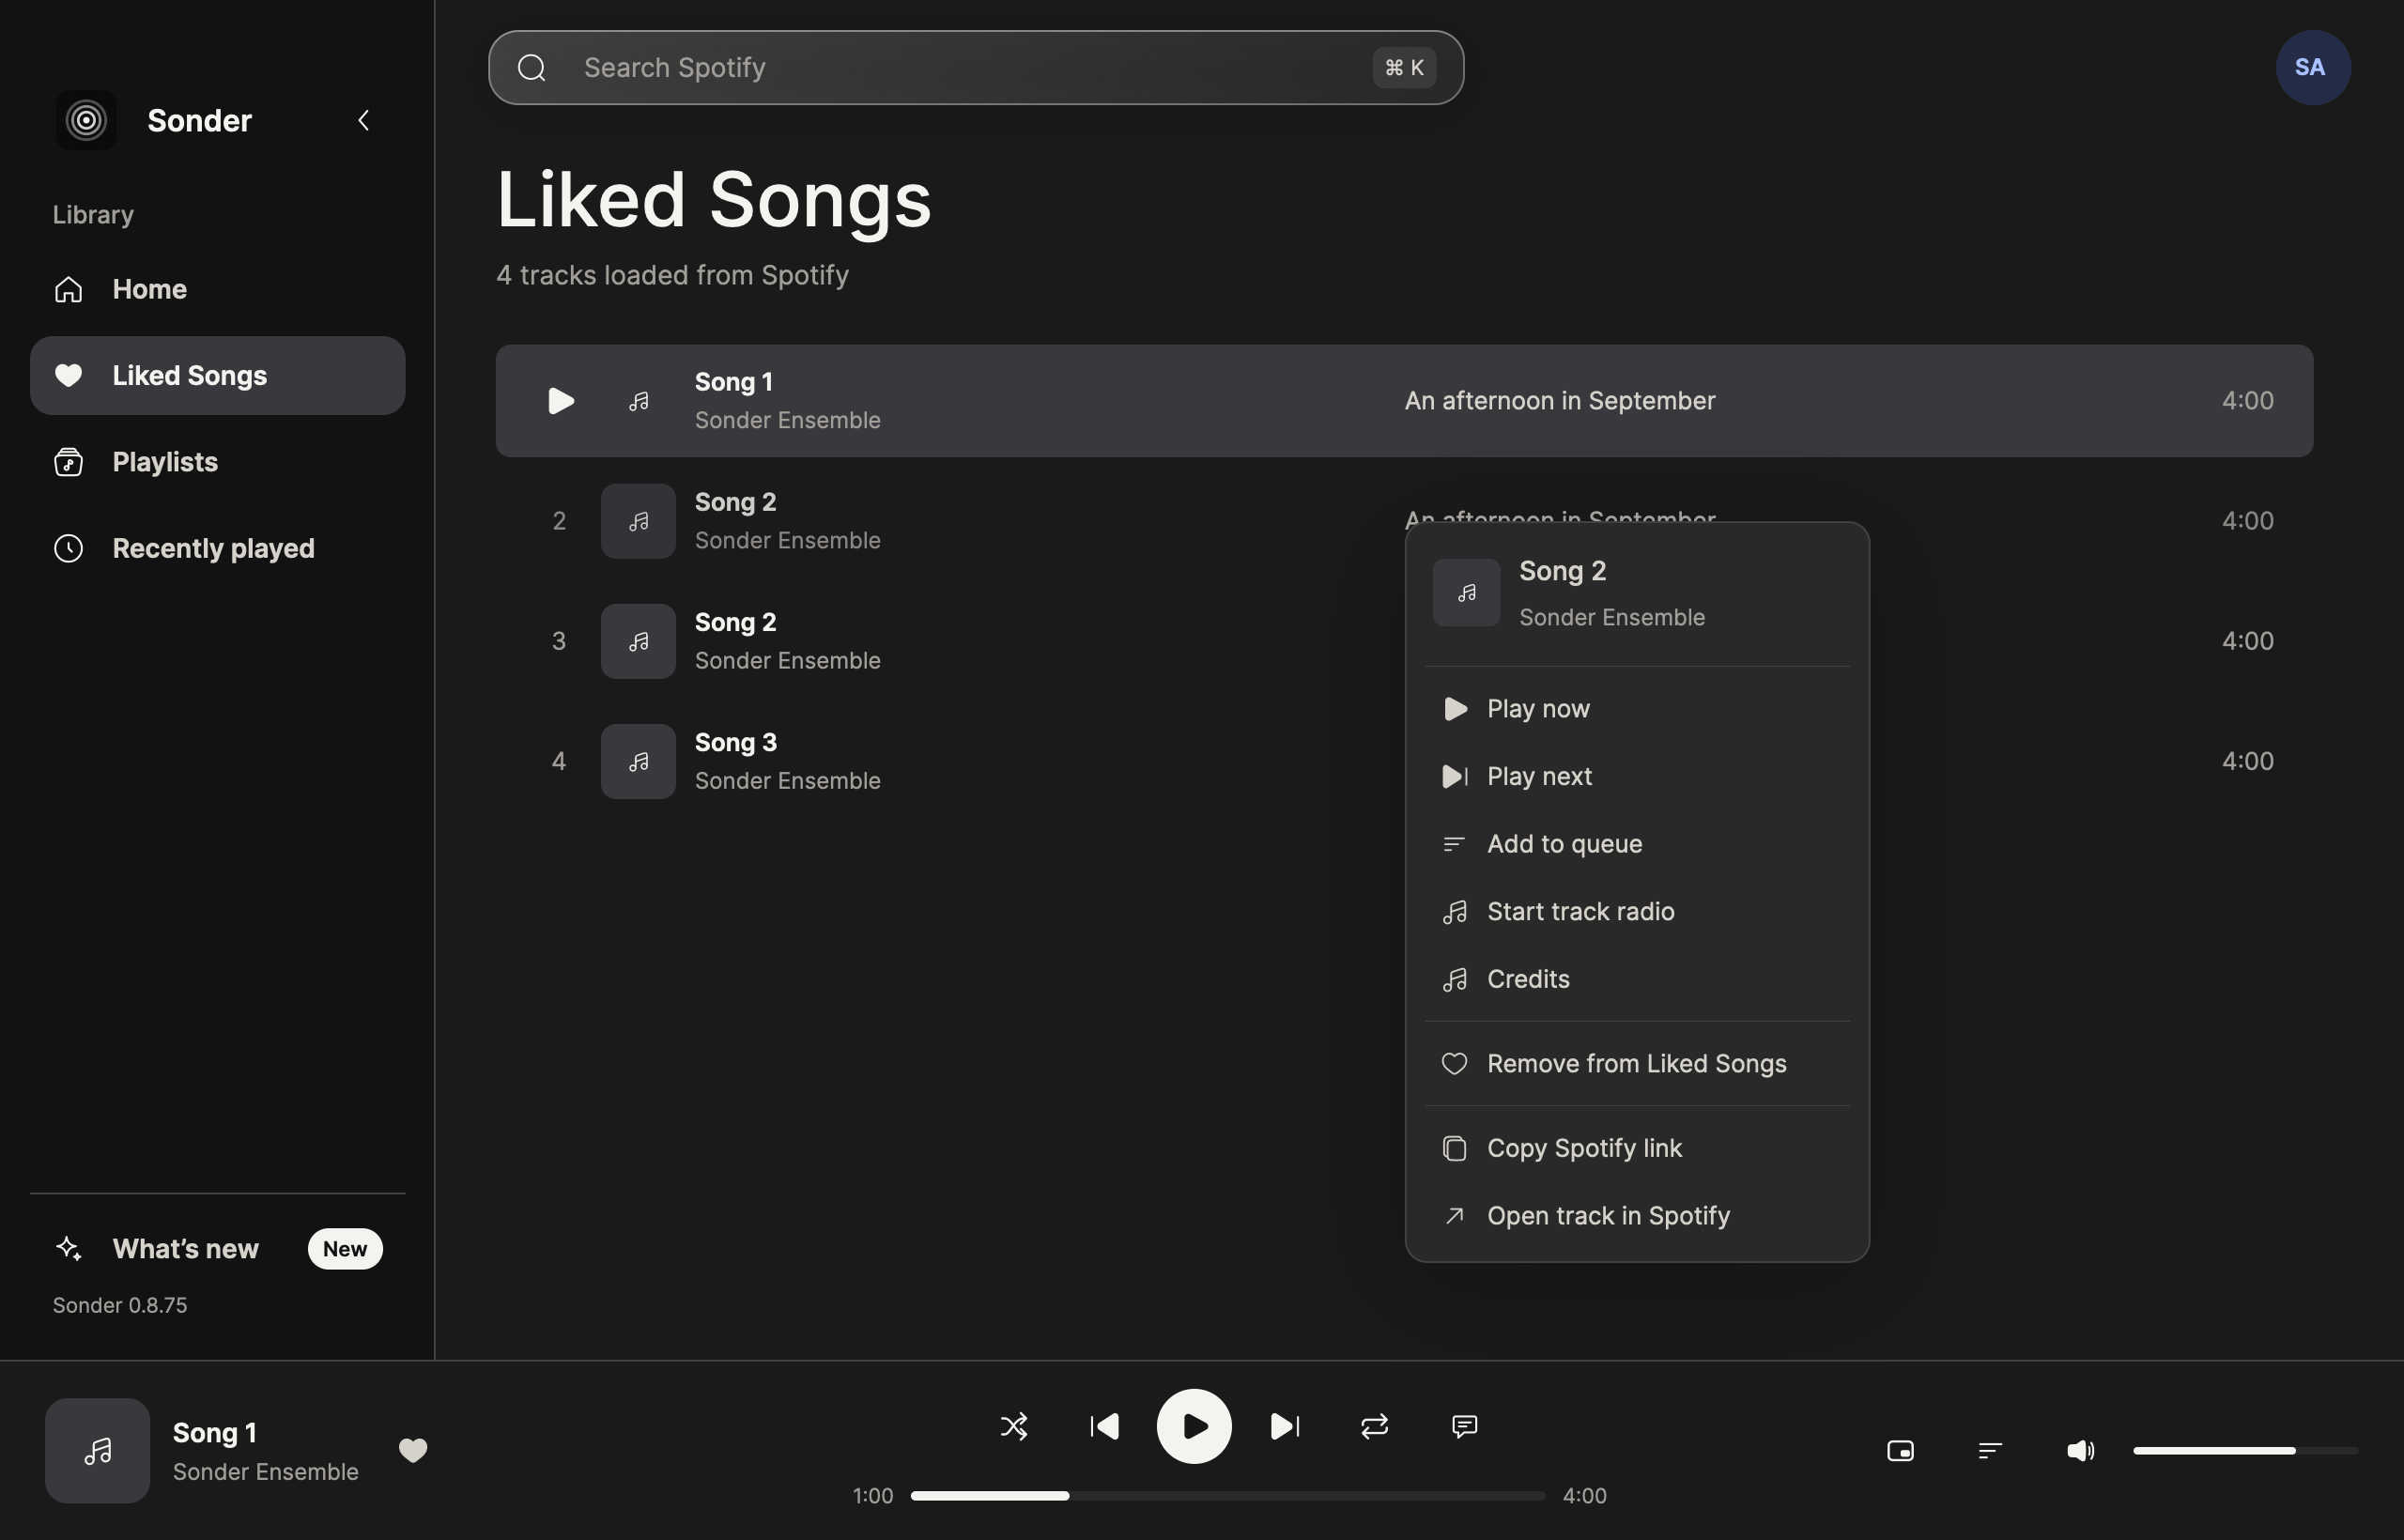 Search Spotify
⌘ K
SA
Sonder
Library
Home
Liked Songs
Playlists
Recently played
What's new
New
Sonder 0.8.75
Liked Songs
4 tracks loaded from Spotify
Song 1
Sonder Ensemble
An afternoon in September
4:00
2
Song 2
Sonder Ensemble
An afternoon in September
4:00
3
Song 2
Sonder Ensemble
4:00
4
Song 3
Sonder Ensemble
4:00
Song 2
Sonder Ensemble
Play now
Play next
Add to queue
Start track radio
Credits
Remove from Liked Songs
Copy Spotify link
Open track in Spotify
Song 1
Sonder Ensemble
1:00
4:00